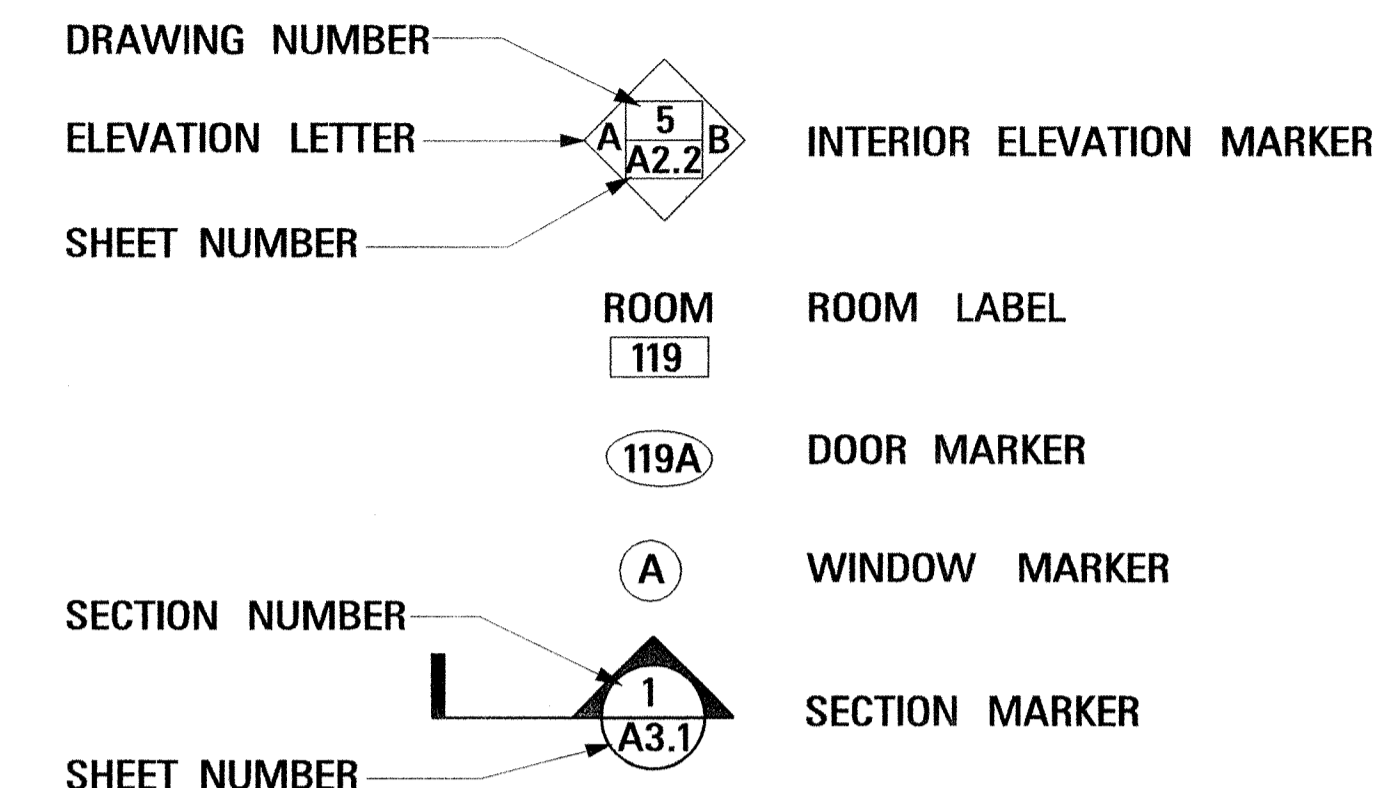 DRAWING NUMBER
5
ELEVATION LETTER
A
B
INTERIOR ELEVATION MARKER
A2.2
SHEET NUMBER
ROOM
ROOM LABEL
119
119A
DOOR MARKER
A
WINDOW MARKER
SECTION NUMBER
1
SECTION MARKER
A3.1
SHEET NUMBER